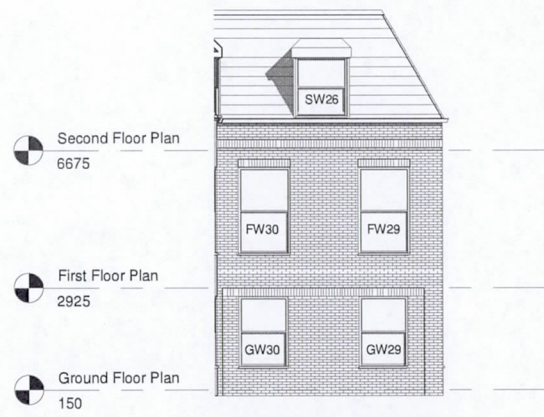 SW26
Second Floor Plan
6675
FW30 FW29
First Floor Plan
2925
GW30 GW29
Ground Floor Plan
150